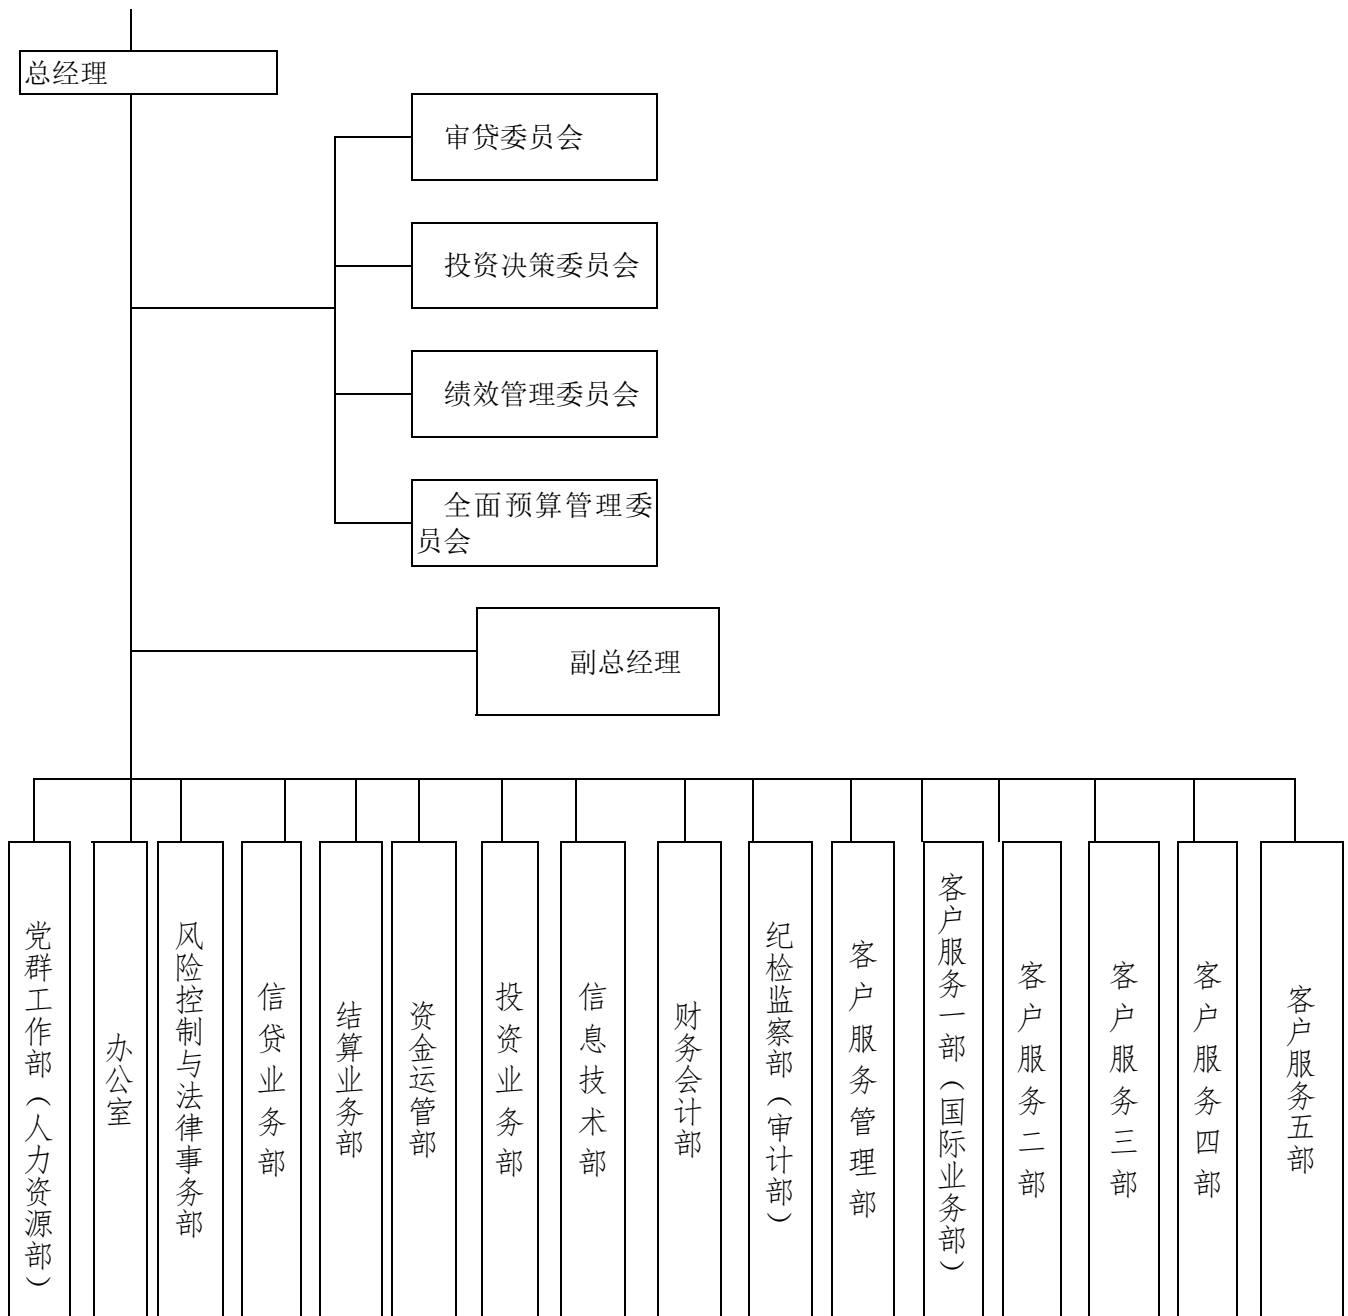 总经理
审贷委员会
投资决策委员会
绩效管理委员会
全面预算管理委
员会
副总经理
党群工作部（人力资源部）
办公室
风险控制与法律事务部
信贷业务部
结算业务部
资金运管部
投资业务部
信息技术部
财务会计部
纪检监察部（审计部）
客户服务管理部
客户服务一部（国际业务部）
客户服务二部
客户服务三部
客户服务四部
客户服务五部